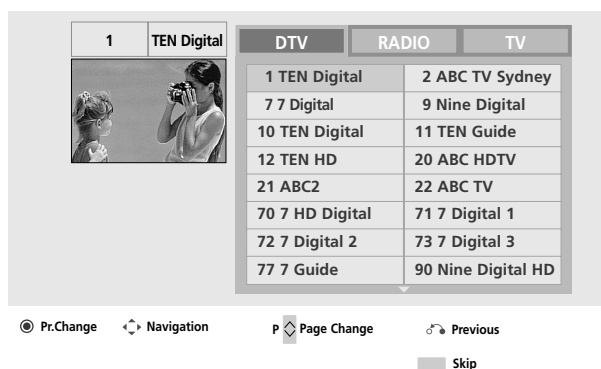 1 TEN Digital
DTV RADIO TV
1 TEN Digital 2 ABC TV Sydney
7 7 Digital 9 Nine Digital
10 TEN Digital 11 TEN Guide
12 TEN HD 20 ABC HDTV
21 ABC2 22 ABC TV
70 7 HD Digital 71 7 Digital 1
72 7 Digital 2 73 7 Digital 3
77 7 Guide 90 Nine Digital HD
Pr.Change Navigation P Page Change Previous
Skip